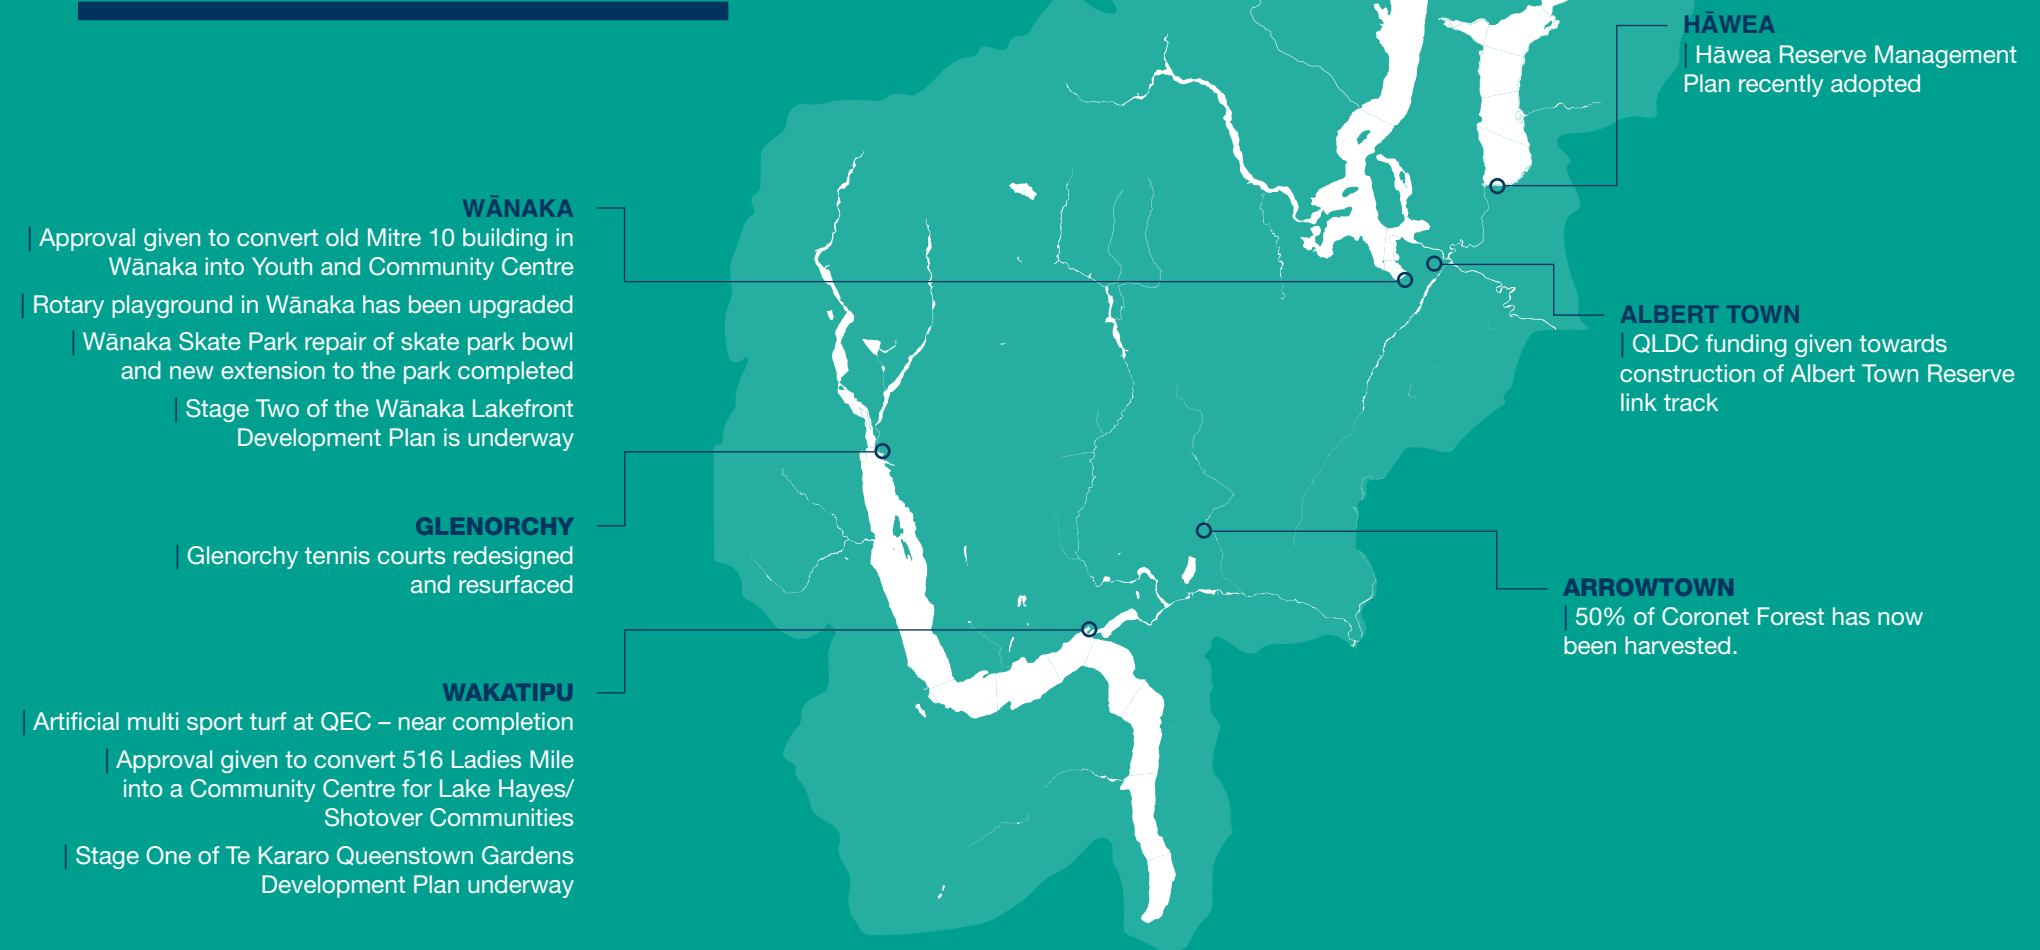 WĀNAKA
| Approval given to convert old Mitre 10 building in
Wānaka into Youth and Community Centre
| Rotary playground in Wānaka has been upgraded
| Wānaka Skate Park repair of skate park bowl
and new extension to the park completed
| Stage Two of the Wānaka Lakefront
Development Plan is underway
GLENORCHY
| Glenorchy tennis courts redesigned
and resurfaced
WAKATIPU
| Artificial multi sport turf at QEC – near completion
| Approval given to convert 516 Ladies Mile
into a Community Centre for Lake Hayes/
Shotover Communities
| Stage One of Te Kararo Queenstown Gardens
Development Plan underway
HĀWEA
| Hāwea Reserve Management
Plan recently adopted
ALBERT TOWN
| QLDC funding given towards
construction of Albert Town Reserve
link track
ARROWTOWN
| 50% of Coronet Forest has now
been harvested.